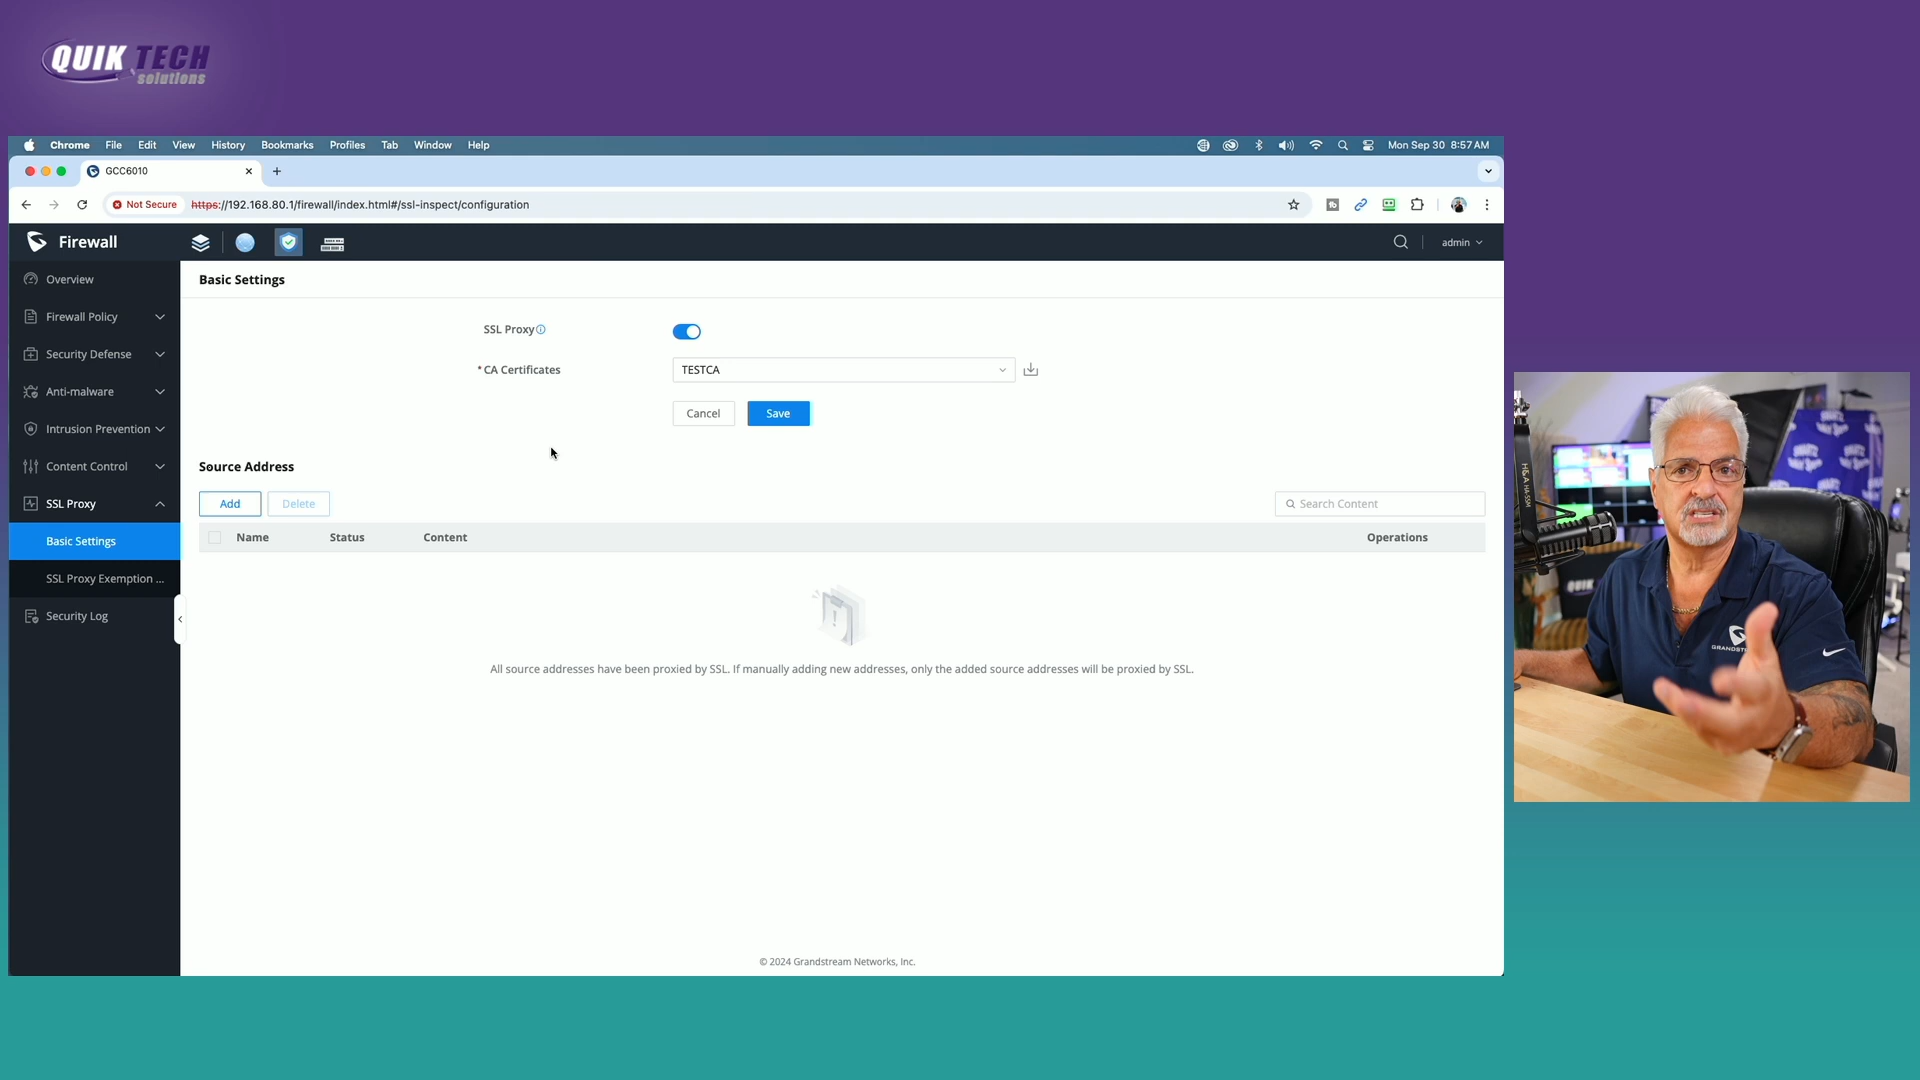 QUIK TECH
solutions
Chrome File Edit View History Bookmarks Profiles Tab Window Help
Mon Sep 30 8:57 AM
GCC6010
Not Secure https://192.168.80.1/firewall/index.html#/ssl-inspect/configuration
Firewall
admin
Overview
Firewall Policy
Security Defense
Anti-malware
Intrusion Prevention
Content Control
SSL Proxy
Basic Settings
SSL Proxy Exemption ...
Security Log
Basic Settings
SSL Proxy
* CA Certificates
TESTCA
Cancel Save
Source Address
Add Delete
Search Content
Name Status Content Operations
All source addresses have been proxied by SSL. If manually adding new addresses, only the added source addresses will be proxied by SSL.
© 2024 Grandstream Networks, Inc.